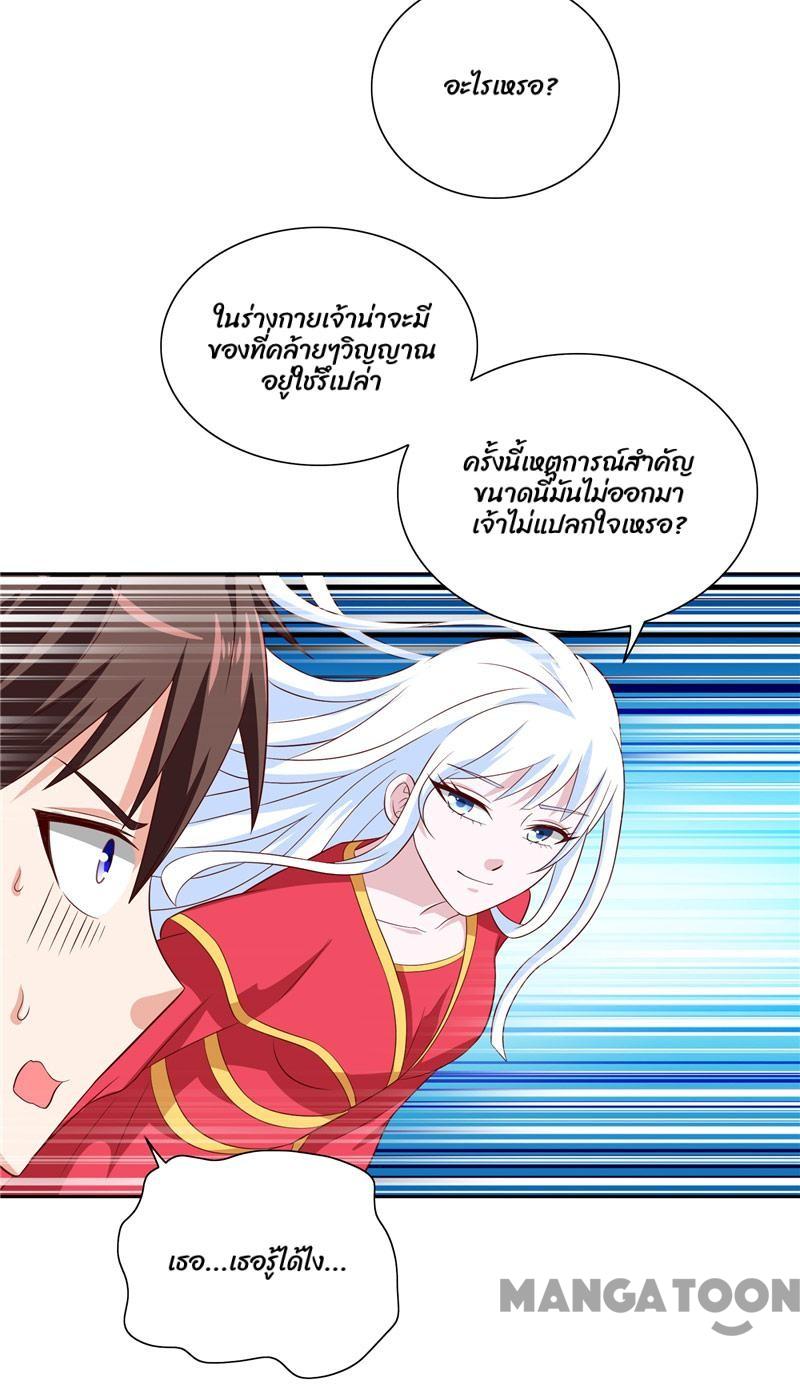 อะไรเหรอ?
ในร่างกายเจ้าน่าจะมี
ของที่คล้ายๆวิญญาณ
อยู่ใช่รึเปล่า
ครั้งนี้เหตุการณ์สำคัญ
ขนาดนี้มันไม่ออกมา
เจ้าไม่แปลกใจเหรอ?
เธอ...เธอรู้ได้ไง...
MANGATOON